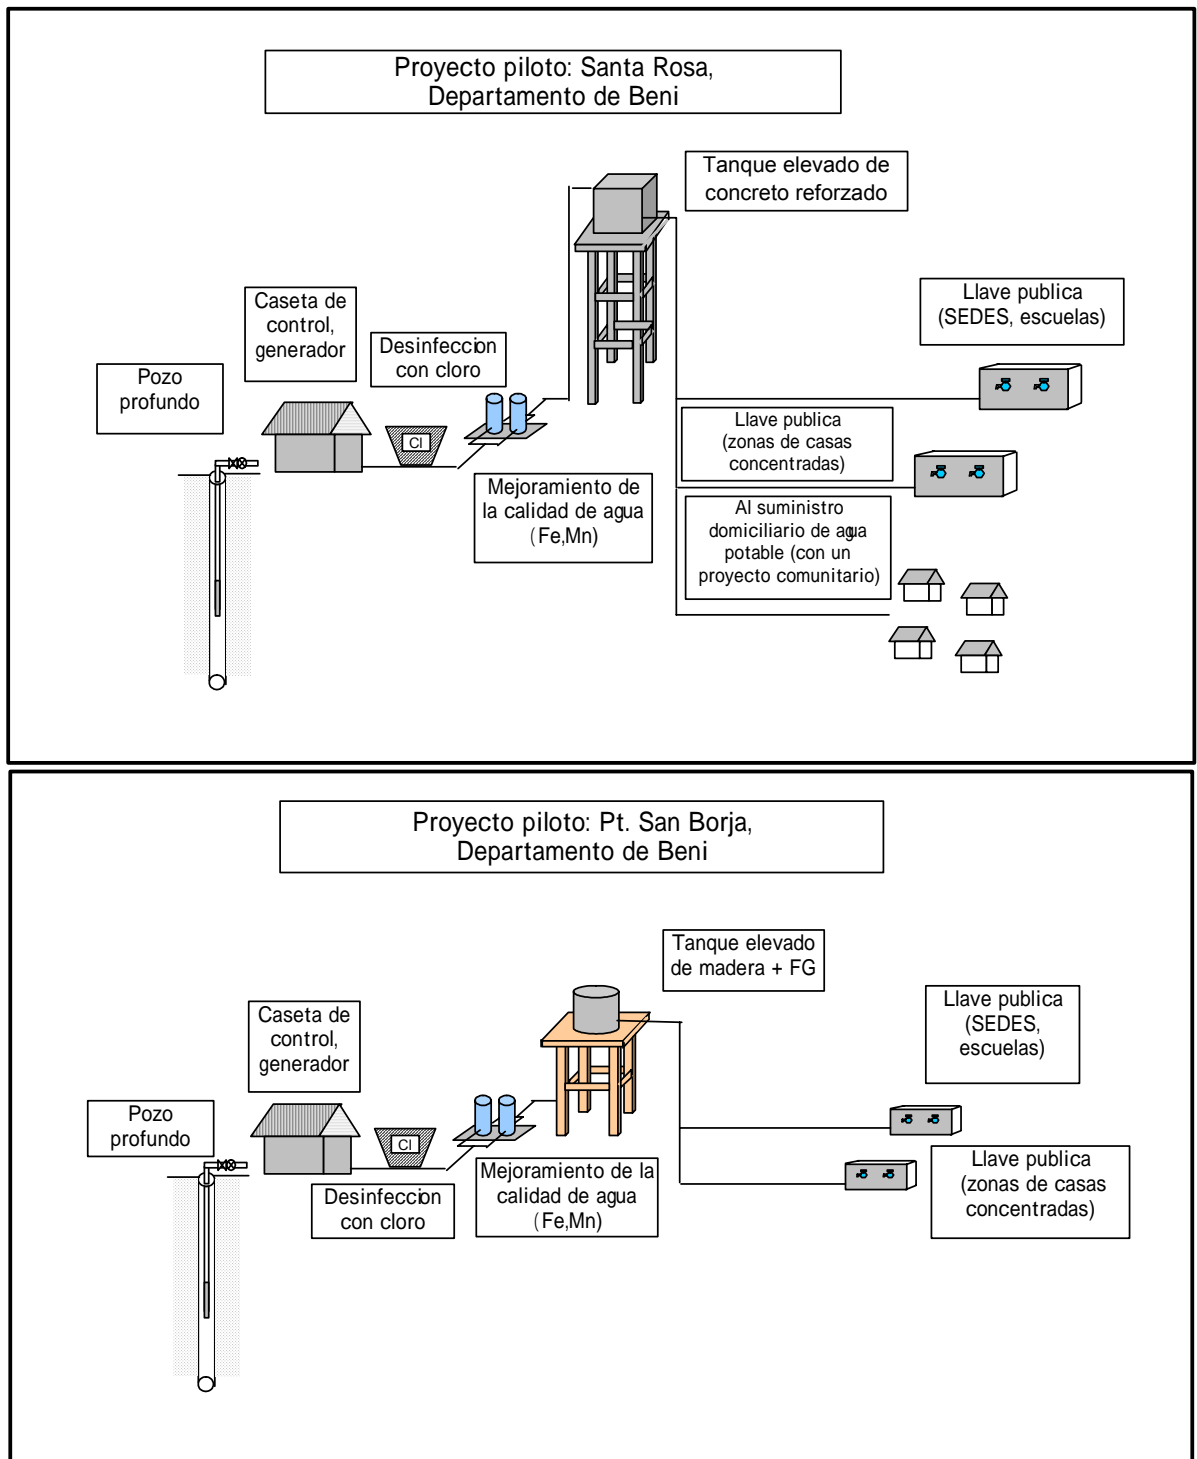 Proyecto piloto: Santa Rosa,
Departamento de Beni
Tanque elevado de
concreto reforzado
Caseta de
control,
generador
Llave publica
(SEDES, escuelas)
Desinfeccion
con cloro
Pozo
profundo
Cl
Llave publica
(zonas de casas
concentradas)
Mejoramiento de
la calidad de agua
(Fe,Mn)
Al suministro
domiciliario de agua
potable (con un
proyecto comunitario)
Proyecto piloto: Pt. San Borja,
Departamento de Beni
Tanque elevado
de madera + FG
Llave publica
(SEDES,
escuelas)
Caseta de
control,
generador
Pozo
profundo
Cl
Desinfeccion
con cloro
Mejoramiento de la
calidad de agua
(Fe,Mn)
Llave publica
(zonas de casas
concentradas)